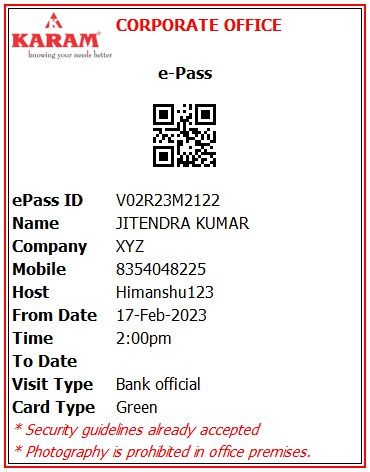 CORPORATE OFFICE
KARAM®
knowing your needs better
e-Pass
ePass ID V02R23M2122
Name JITENDRA KUMAR
Company XYZ
Mobile 8354048225
Host Himanshu123
From Date 17-Feb-2023
Time 2:00pm
To Date
Visit Type Bank official
Card Type Green
* Security guidelines already accepted
* Photography is prohibited in office premises.